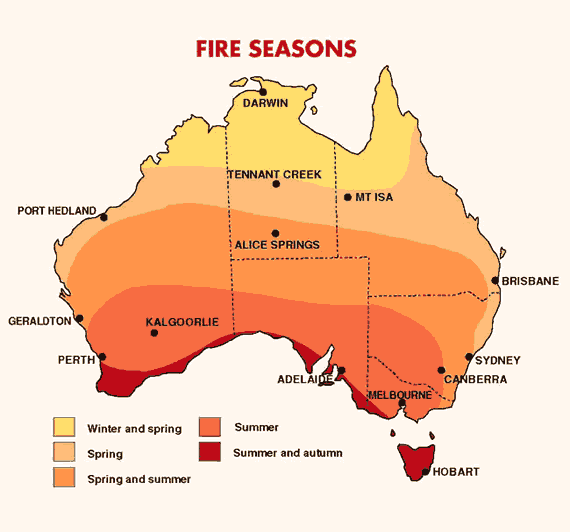 FIRE SEASONS
DARWIN
TENNANT CREEK
MT ISA
PORT HEDLAND
ALICE SPRINGS
BRISBANE
GERALDTON
KALGOORLIE
PERTH
SYDNEY
ADELAIDE
CANBERRA
MELBOURNE
Winter and spring
Summer
Spring
Summer and autumn
Spring and summer
HOBART